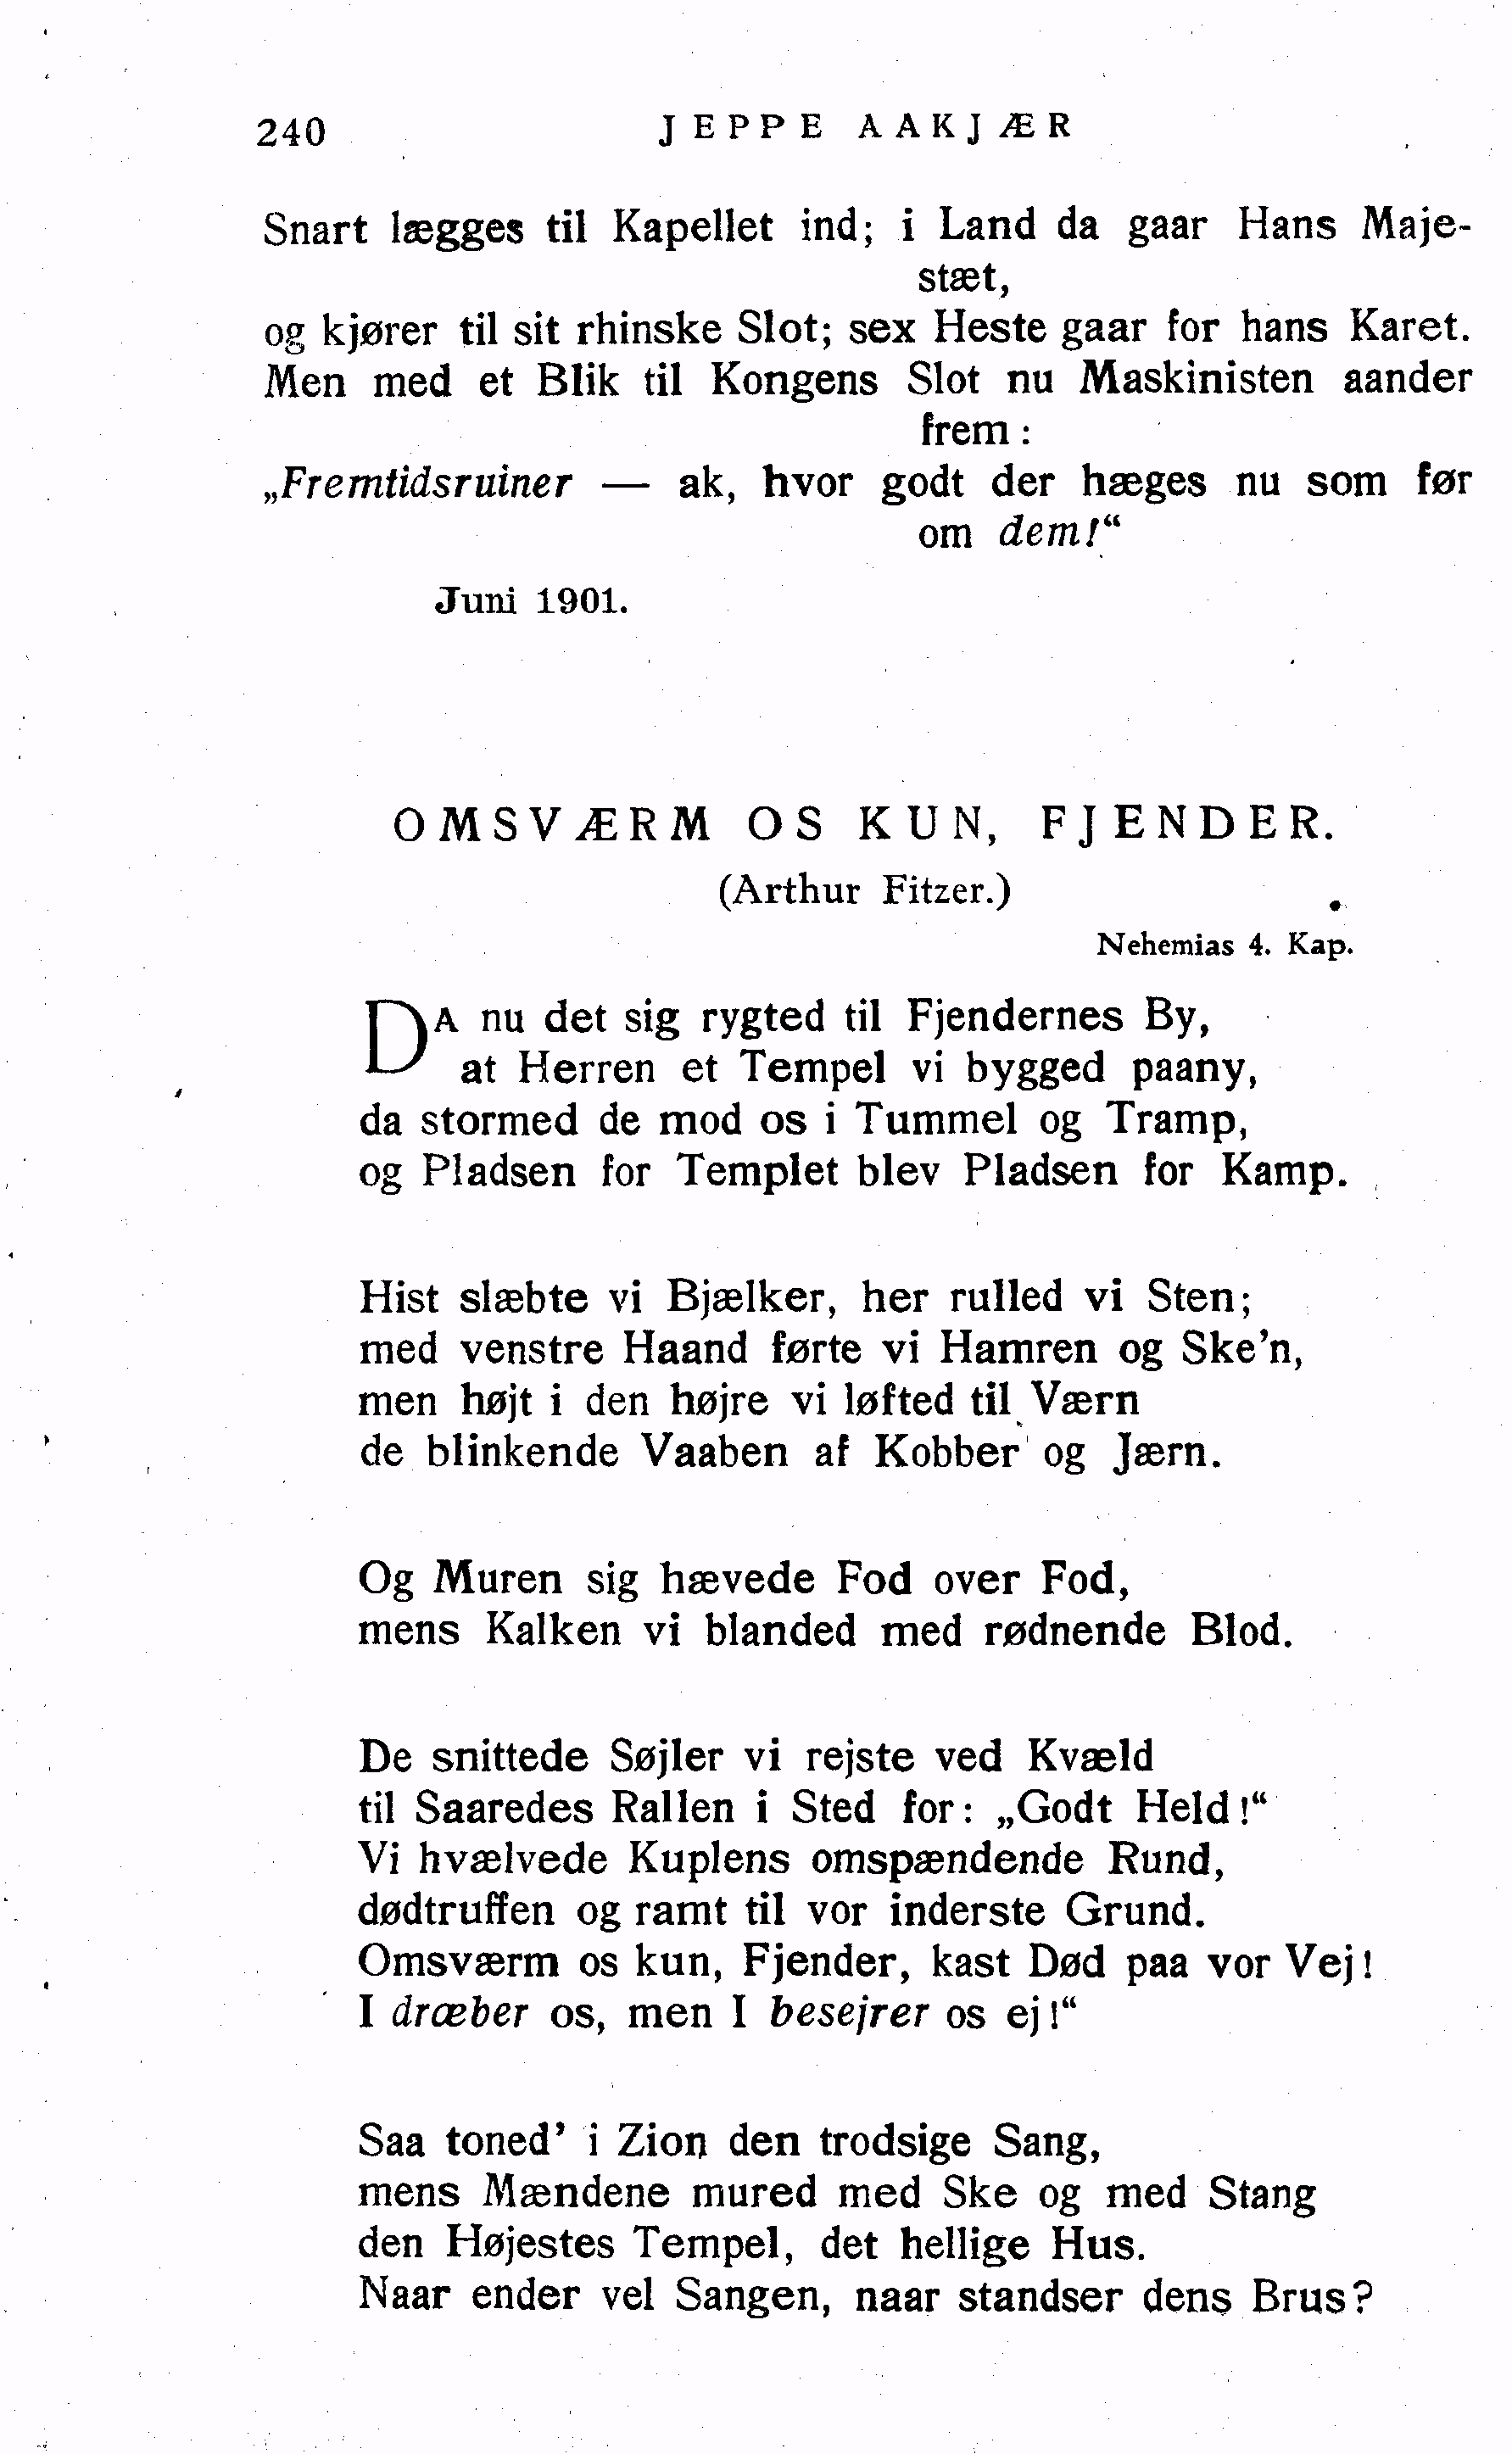 240 JEPPE AAKJÆR
Snart lægges til Kapellet ind; i Land da gaar Hans Maje-
stæt,
og kjører til sit rhinske Slot; sex Heste gaar for hans Karet.
Men med et Blik til Kongens Slot nu Maskinisten aander
frem:
„Fremtidsruiner — ak, hvor godt der hæges nu som før
om dem!“
Juni 1901.
OMSVÆRM OS KUN, FJENDER.
(Arthur Fitzer.)
Nehemias 4. Kap.
DA nu det sig rygted til Fjendernes By,
at Herren et Tempel vi bygged paany,
da stormed de mod os i Tummel og Tramp,
og Pladsen for Templet blev Pladsen for Kamp.
Hist slæbte vi Bjælker, her rulled vi Sten;
med venstre Haand førte vi Hamren og Ske'n,
men højt i den højre vi løfted til Værn
de blinkende Vaaben af Kobber og Jærn.
Og Muren sig hævede Fod over Fod,
mens Kalken vi blanded med rødnende Blod.
De snittede Søjler vi rejste ved Kvæld
til Saaredes Rallen i Sted for: „Godt Held!“
Vi hvælvede Kuplens omspændende Rund,
dødtruffen og ramt til vor inderste Grund.
Omsværm os kun, Fjender, kast Død paa vor Vej!
I dræber os, men I besejrer os ej!“
Saa toned' i Zion den trodsige Sang,
mens Mændene mured med Ske og med Stang
den Højestes Tempel, det hellige Hus.
Naar ender vel Sangen, naar standser dens Brus?